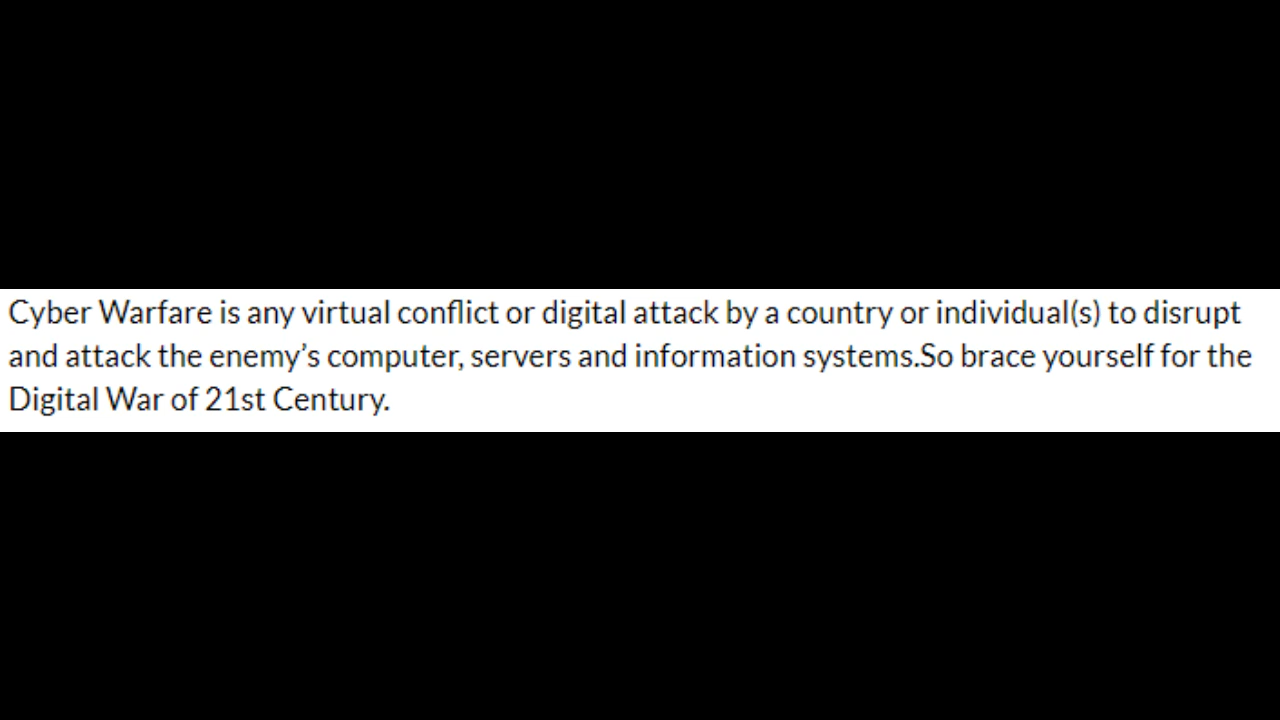 Cyber Warfare is any virtual conflict or digital attack by a country or individual(s) to disrupt
and attack the enemy’s computer, servers and information systems.So brace yourself for the
Digital War of 21st Century.